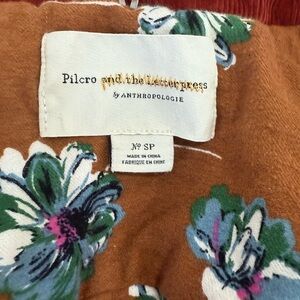 Pilcro and the Letterpress
by ANTHROPOLOGIE
Nº SP
MADE IN CHINA
FABRIQUÉ EN CHINE